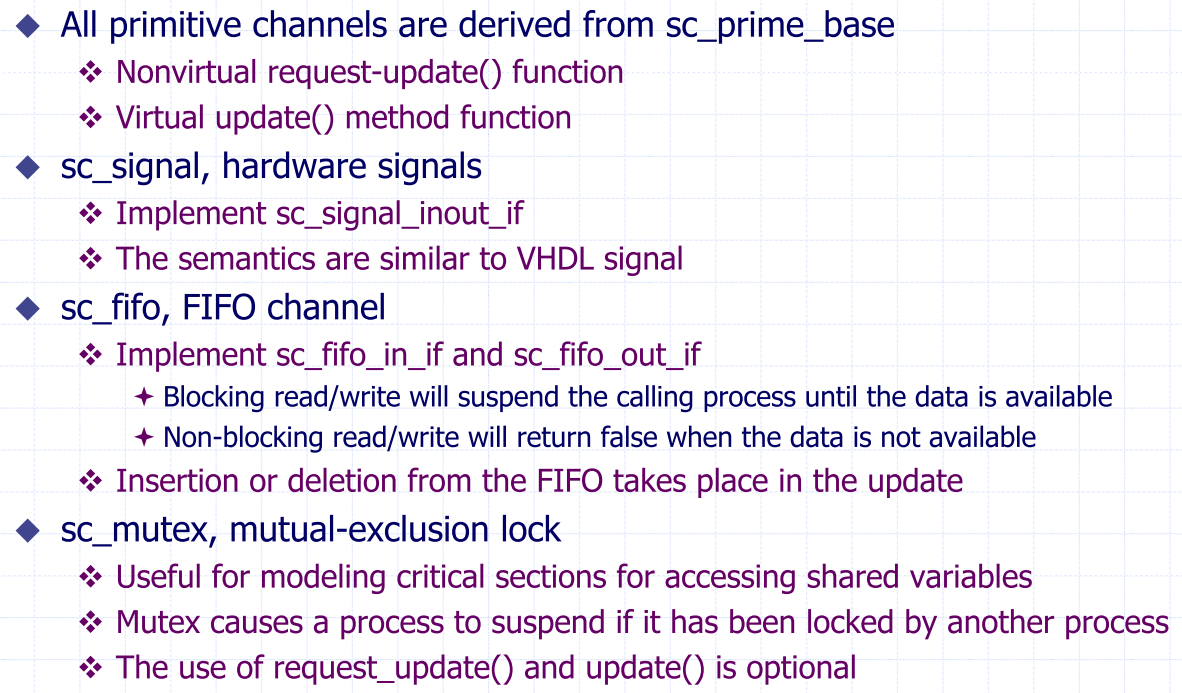 All primitive channels are derived from sc_prime_base
Nonvirtual request-update() function
Virtual update() method function
sc_signal, hardware signals
Implement sc_signal_inout_if
The semantics are similar to VHDL signal
sc_fifo, FIFO channel
Implement sc_fifo_in_if and sc_fifo_out_if
Blocking read/write will suspend the calling process until the data is available
Non-blocking read/write will return false when the data is not available
Insertion or deletion from the FIFO takes place in the update
sc_mutex, mutual-exclusion lock
Useful for modeling critical sections for accessing shared variables
Mutex causes a process to suspend if it has been locked by another process
The use of request_update() and update() is optional